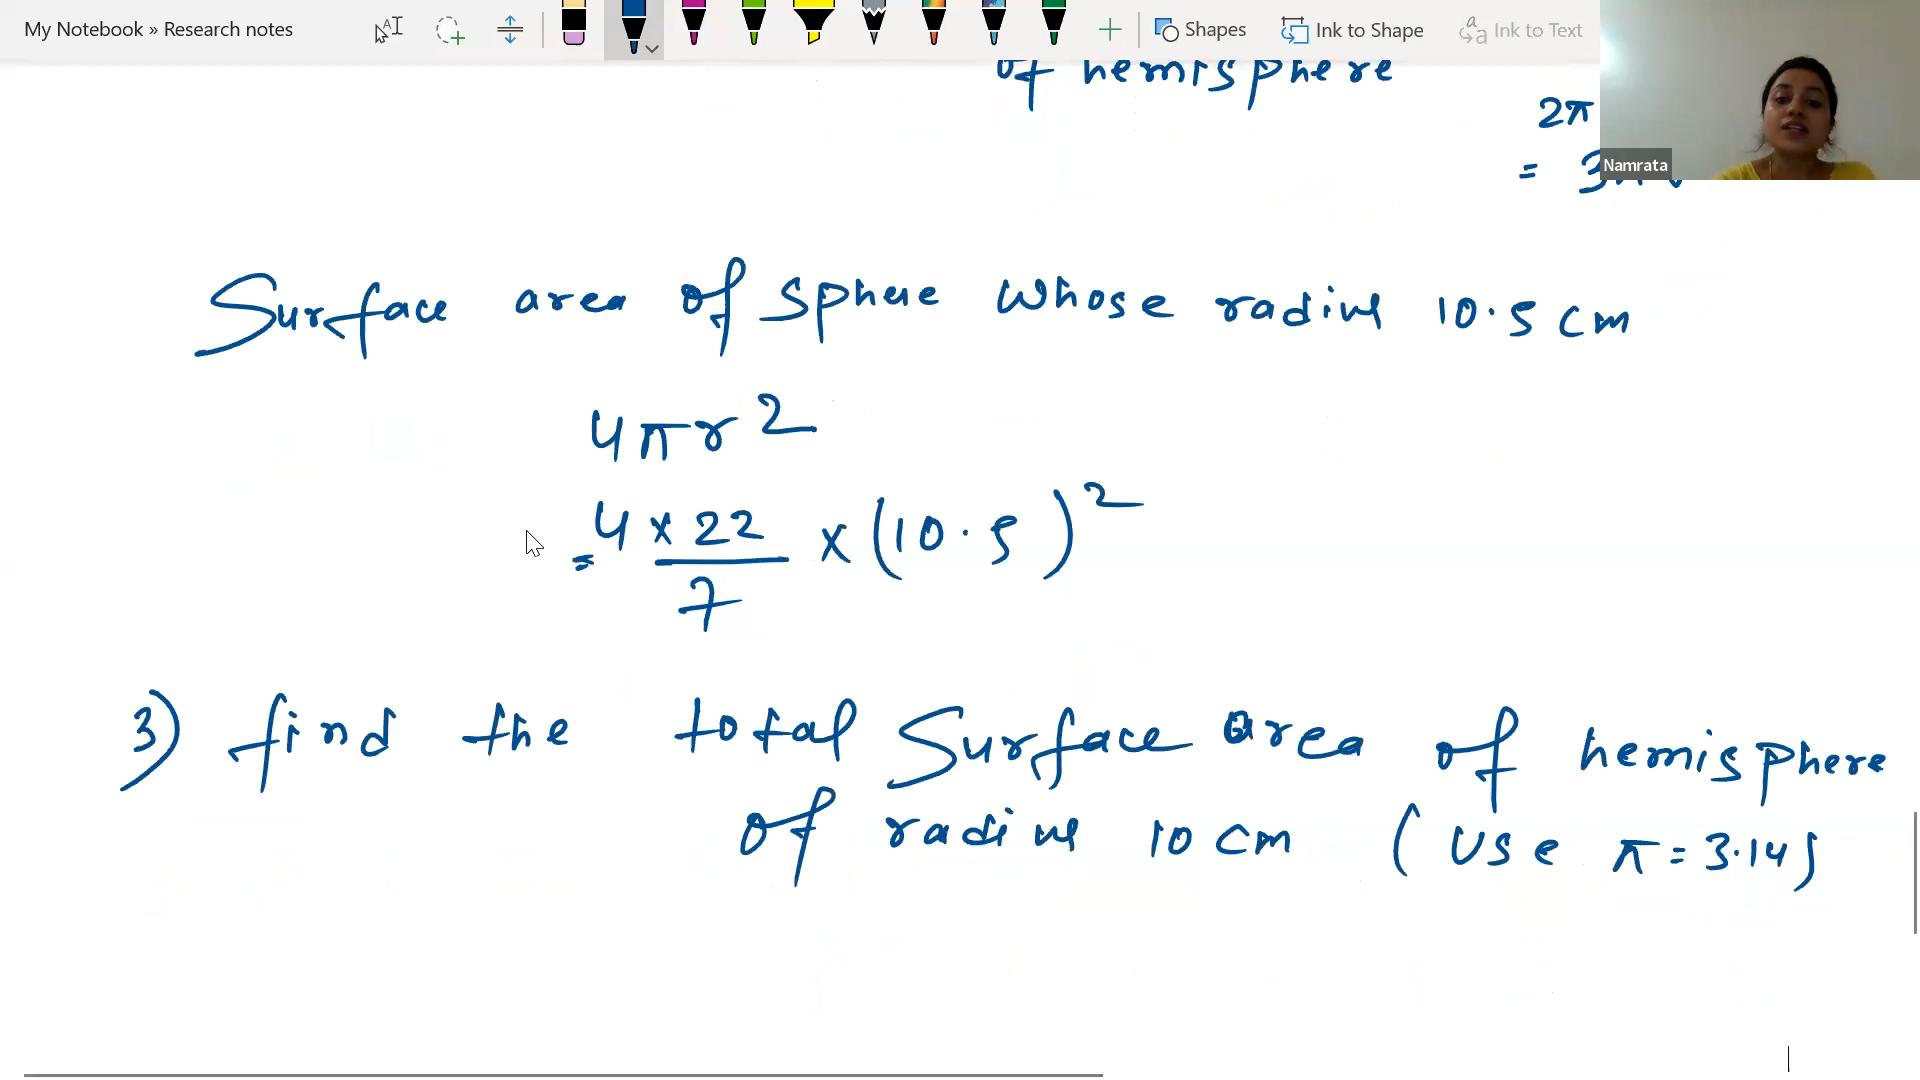 My Notebook » Research notes
Shapes
Ink to Shape
Ink to Text
of hemisphere
2π
= 3
Namrata
Surface area of sphere whose radius 10.5 cm
4πr²
= 4 × 22/7 × (10.5)²
3) find the total surface area of hemisphere
of radius 10 cm (Use π = 3.14)